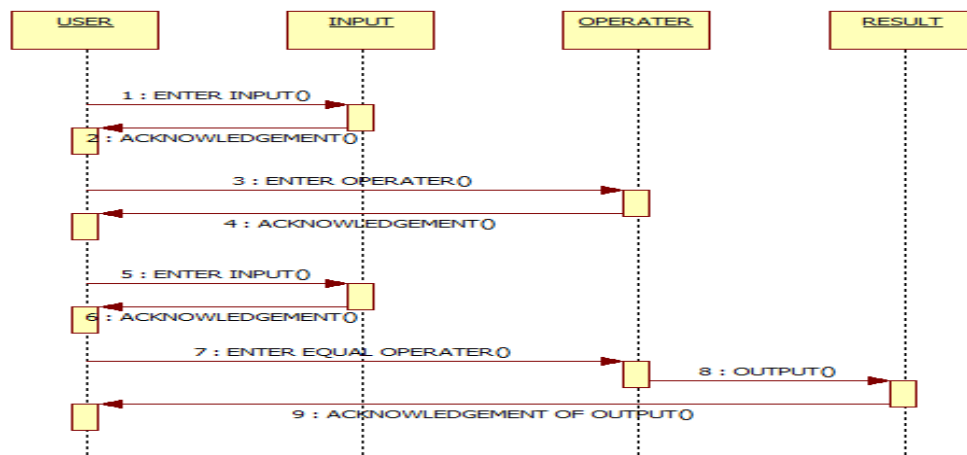 USER
INPUT
OPERATER
RESULT
1 : ENTER INPUT()
2 : ACKNOWLEDGEMENT()
3 : ENTER OPERATER()
4 : ACKNOWLEDGEMENT()
5 : ENTER INPUT()
6 : ACKNOWLEDGEMENT()
7 : ENTER EQUAL OPERATER()
8 : OUTPUT()
9 : ACKNOWLEDGEMENT OF OUTPUT()